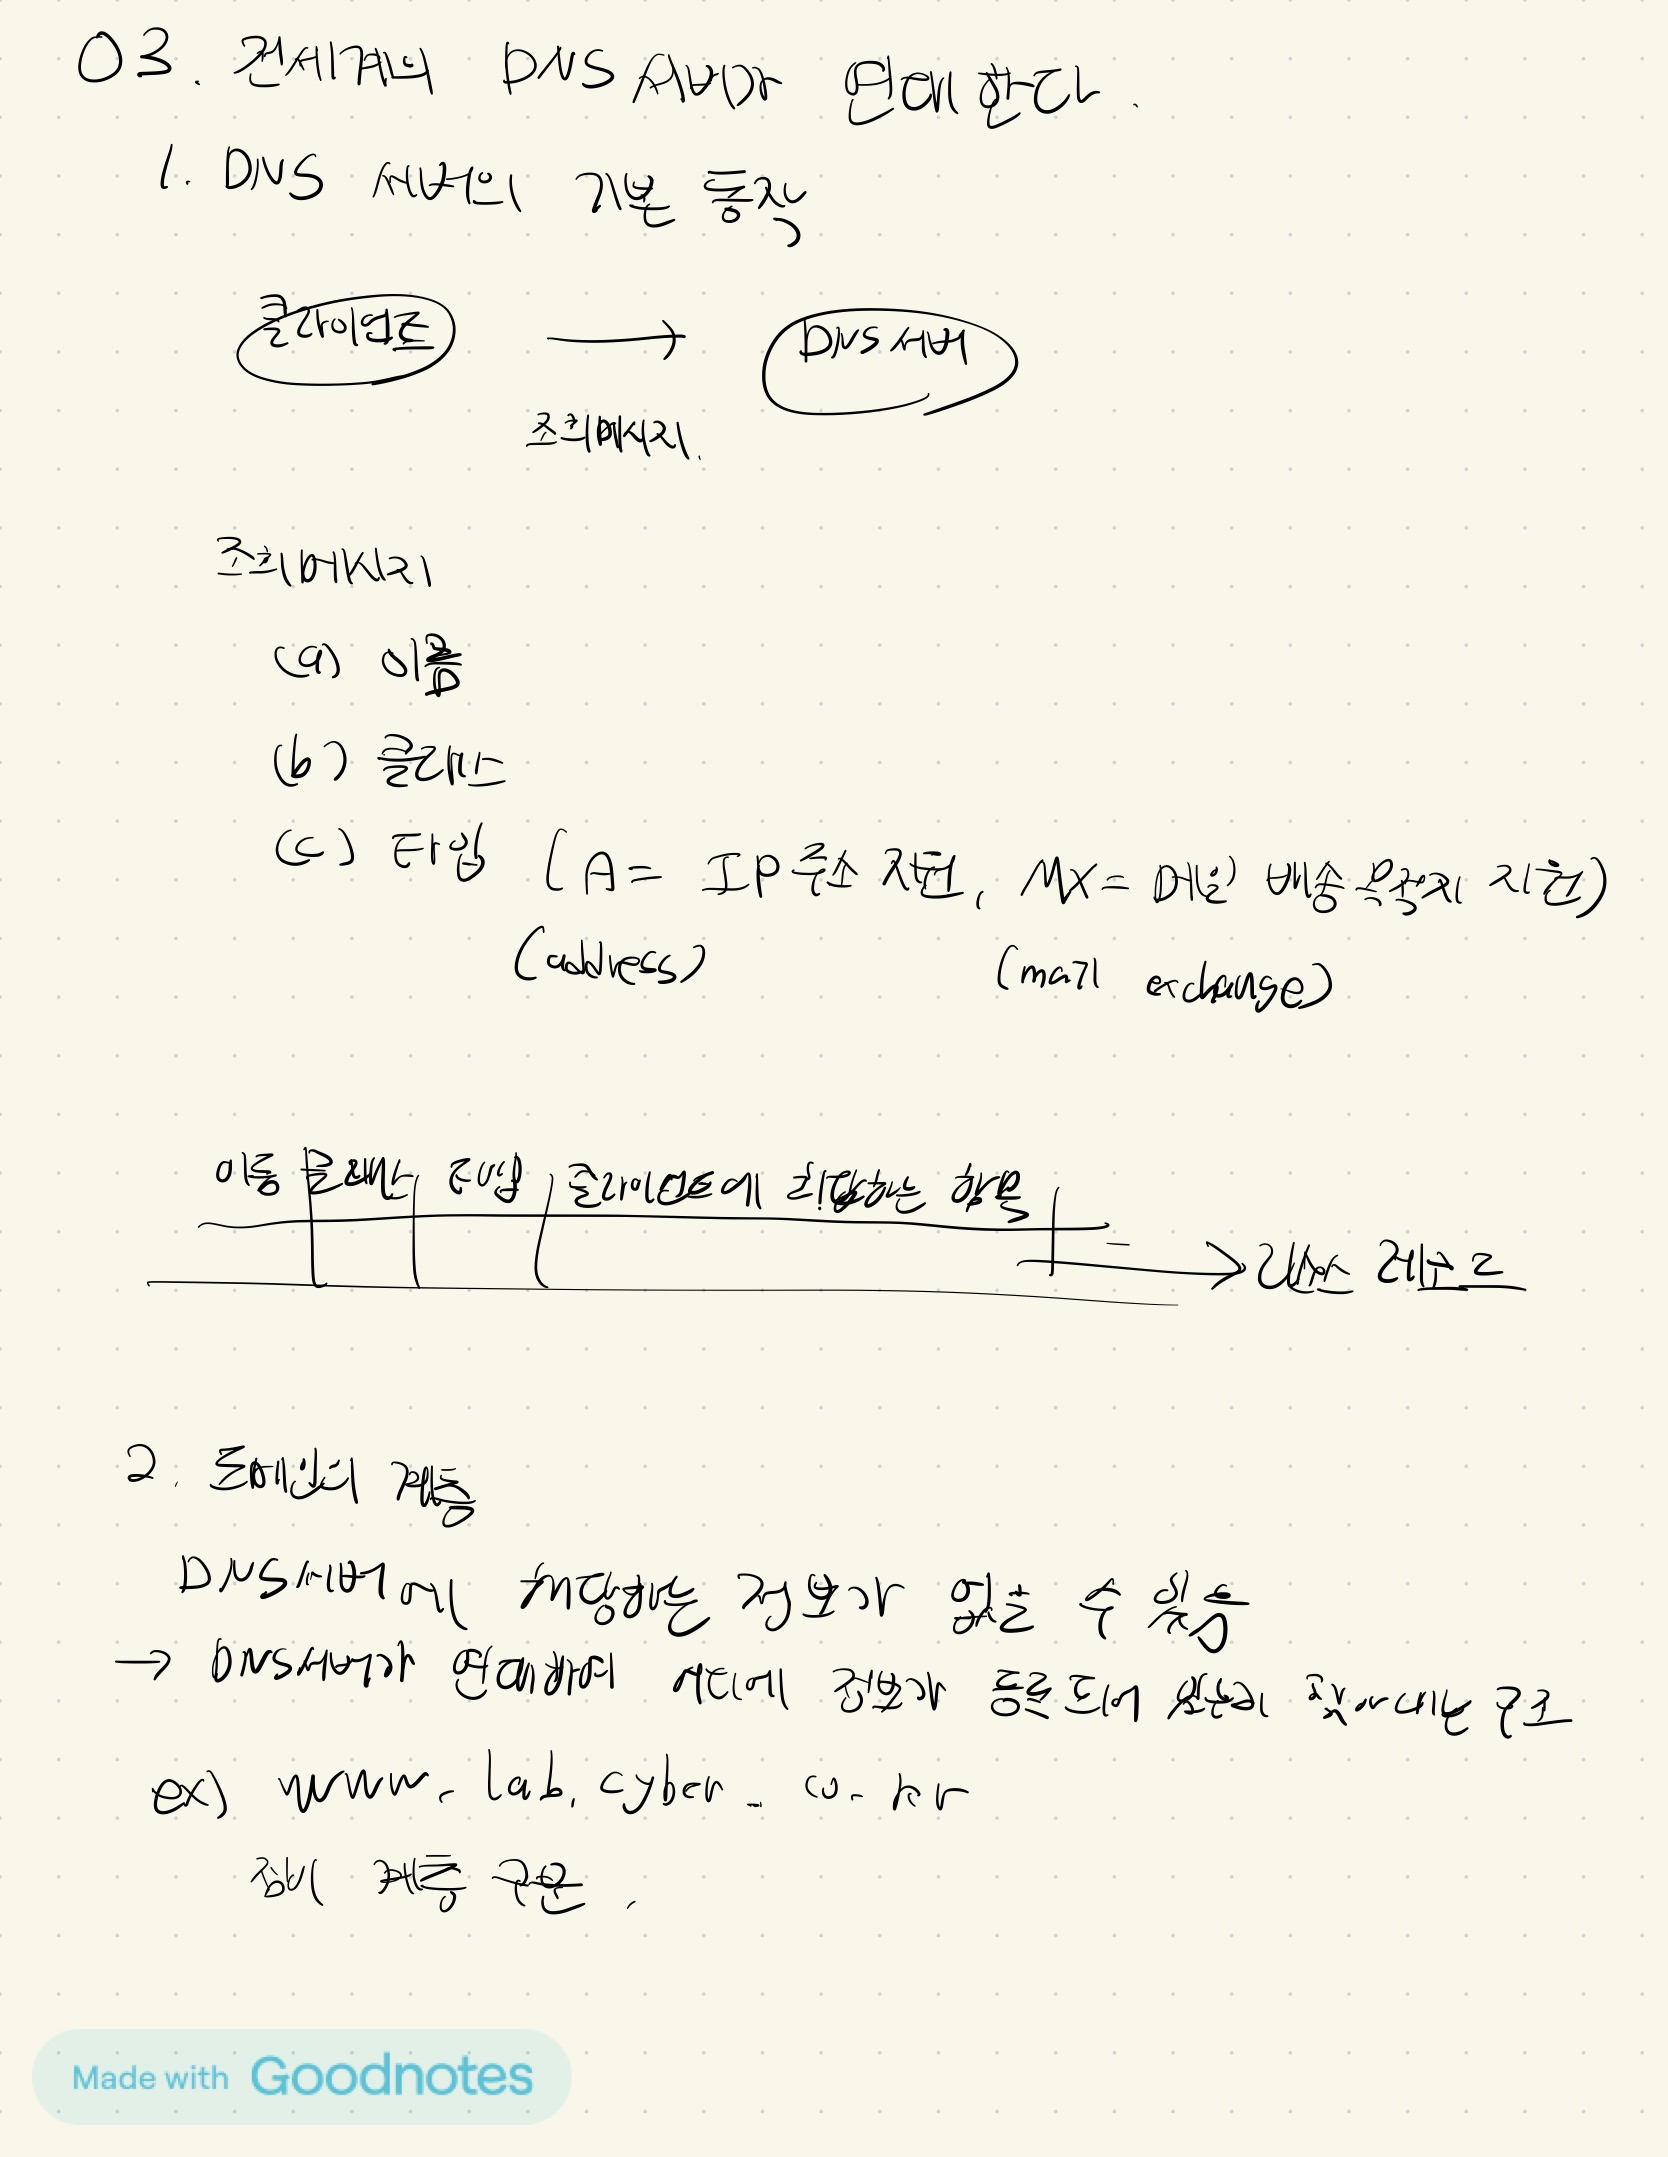 03. 전세계의 DNS 서버가 연대한다.
1. DNS 서버의 기본 동작
클라이언트 → DNS 서버
조회메시지.
조회메시지
(a) 이름
(b) 클래스
(c) 타입 (A = IP주소 지원, MX = 메일 배송 목적지 지원)
(address) (mail exchange)
이름 클래스 타입 클라이언트에 회답하는 항목
→ 리소스 레코드
2. 도메인의 계층
DNS서버에 해당하는 정보가 없을 수 있음
→ DNS서버가 연대하여 어디에 정보가 등록되어 있는지 찾아내는 구조
ex) www. lab. cyber. co. kr
점이 계층 구분.
Made with Goodnotes